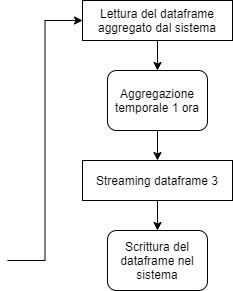 Lettura del dataframe
aggregato dal sistema
Aggregazione
temporale 1 ora
Streaming dataframe 3
Scrittura del
dataframe nel
sistema